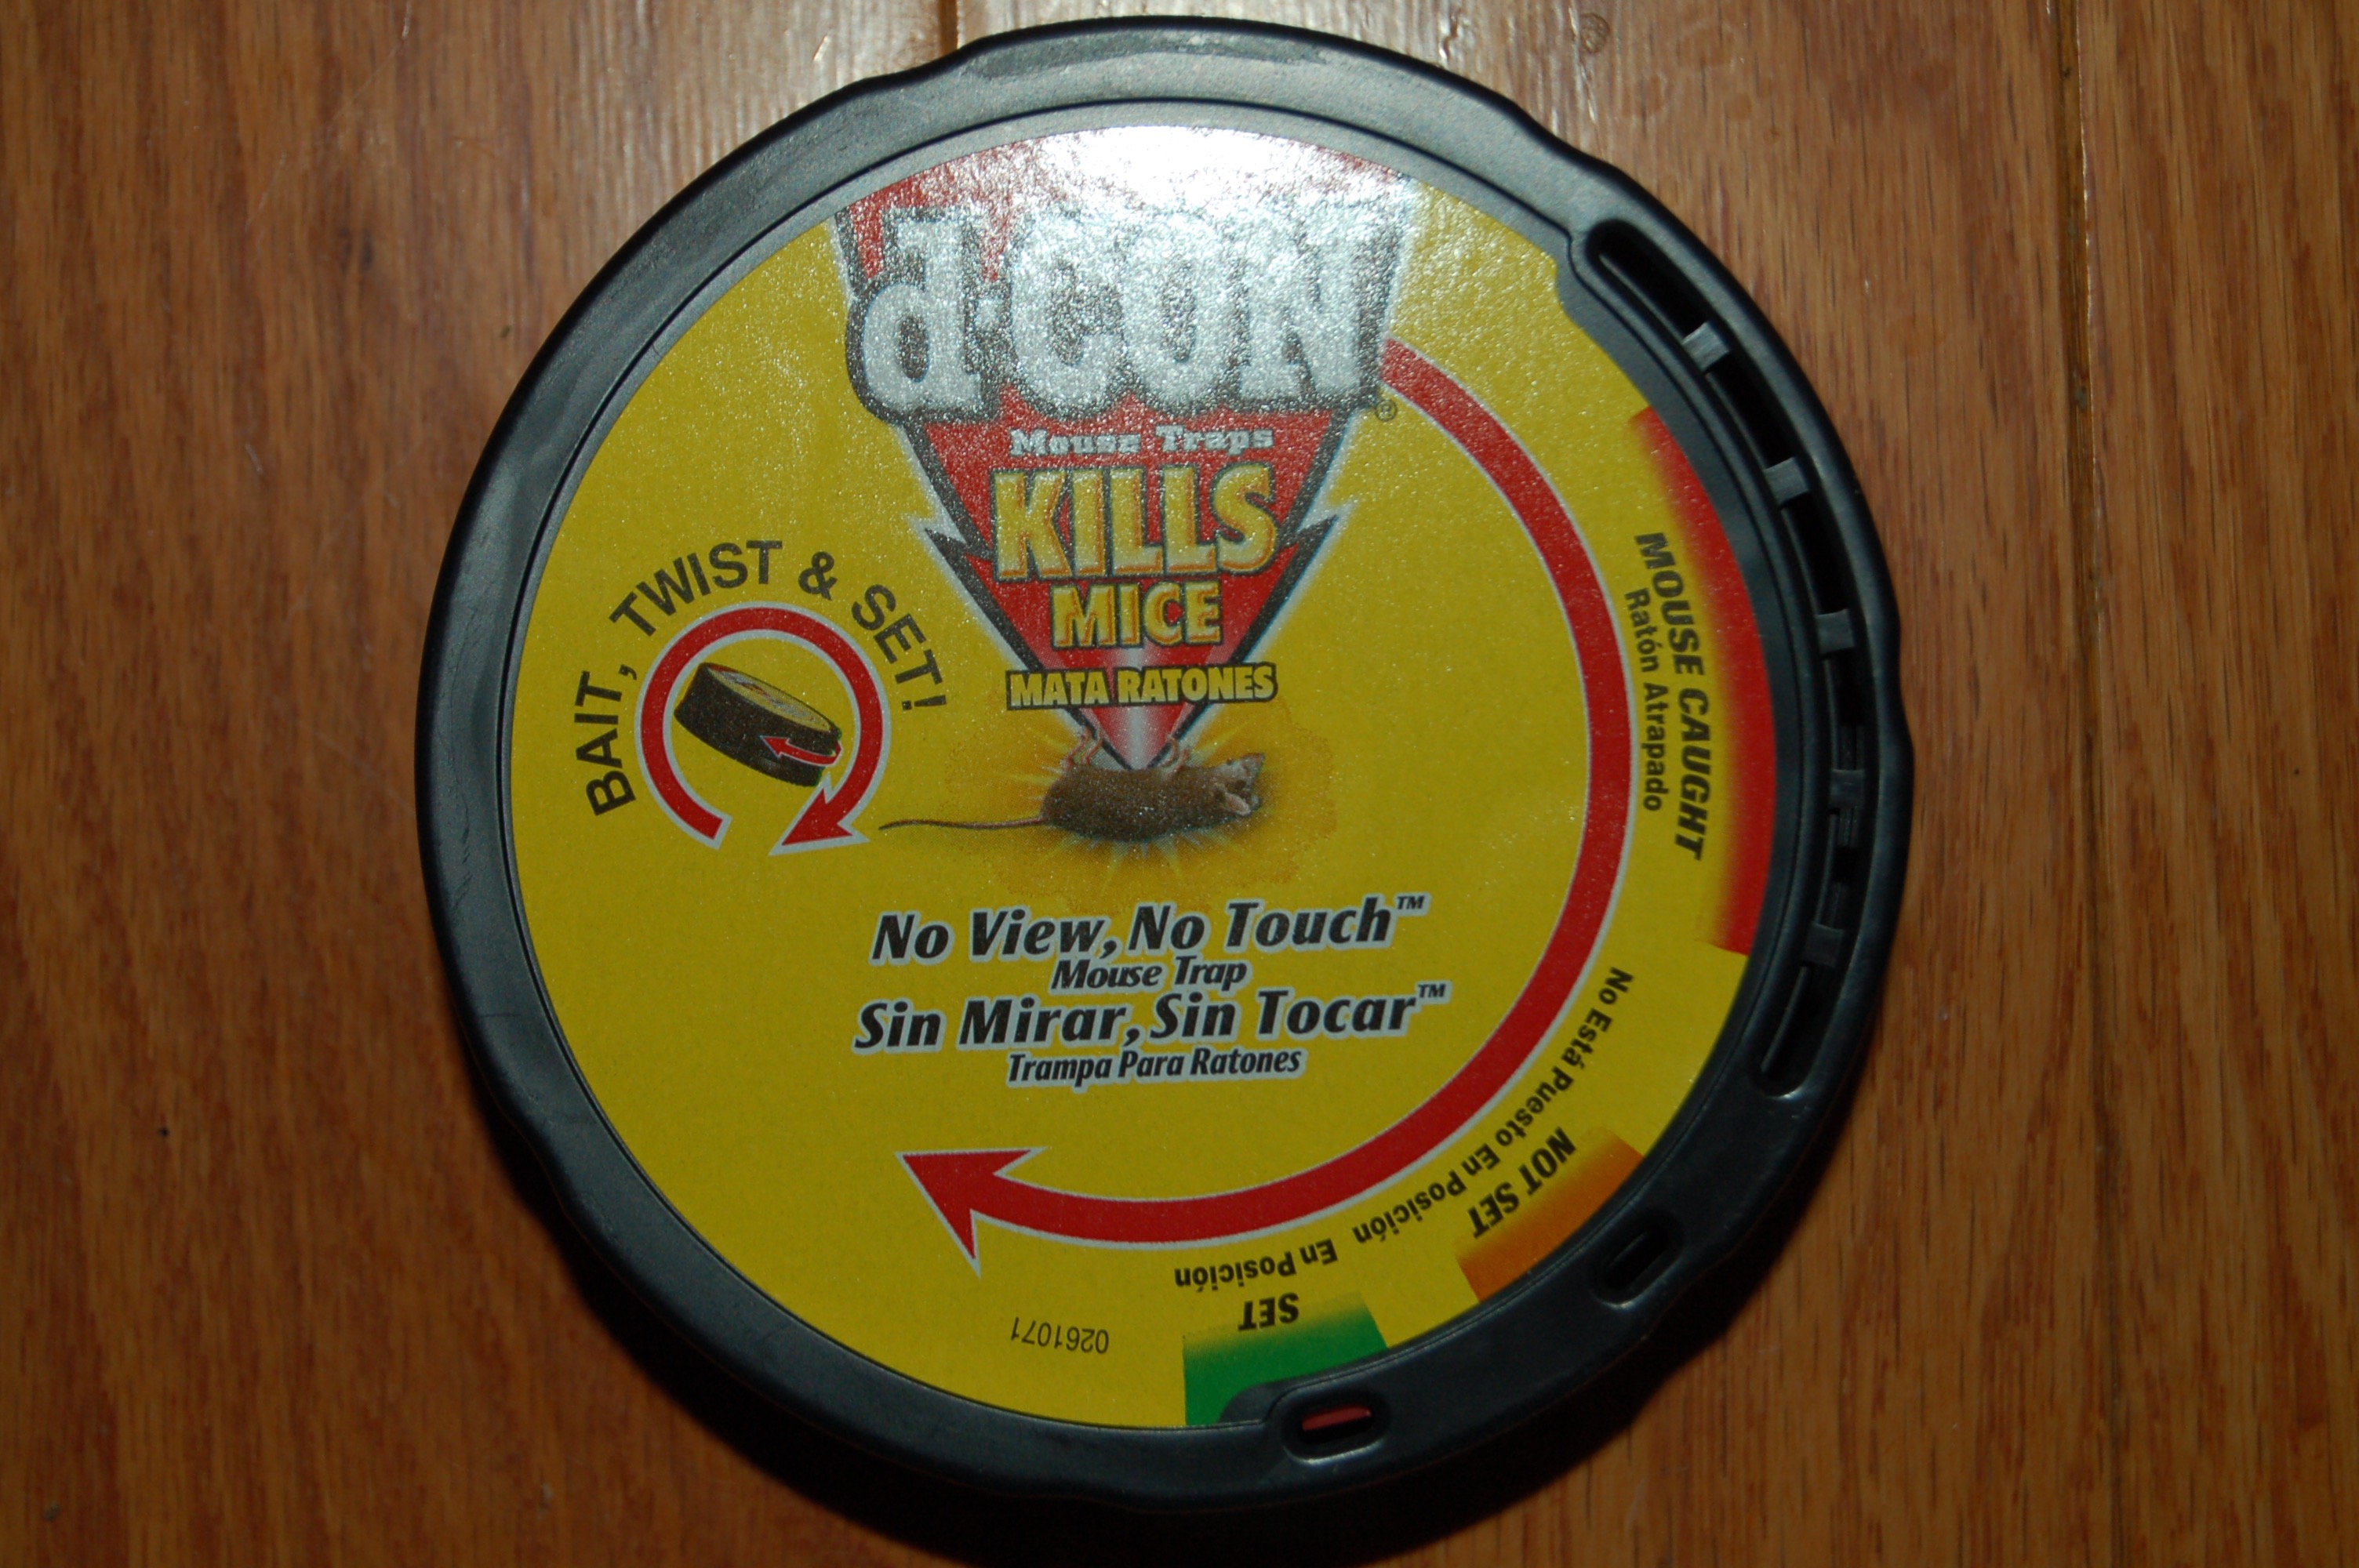 d-CON®
Mouse Traps
KILLS
MICE
MATA RATONES
BAIT, TWIST & SET!
No View, No Touch™
Mouse Trap
Sin Mirar, Sin Tocar™
Trampa Para Ratones
MOUSE CAUGHT
Ratón Atrapado
No Está Puesto En Posición
NOT SET
En Posición
SET
0261071